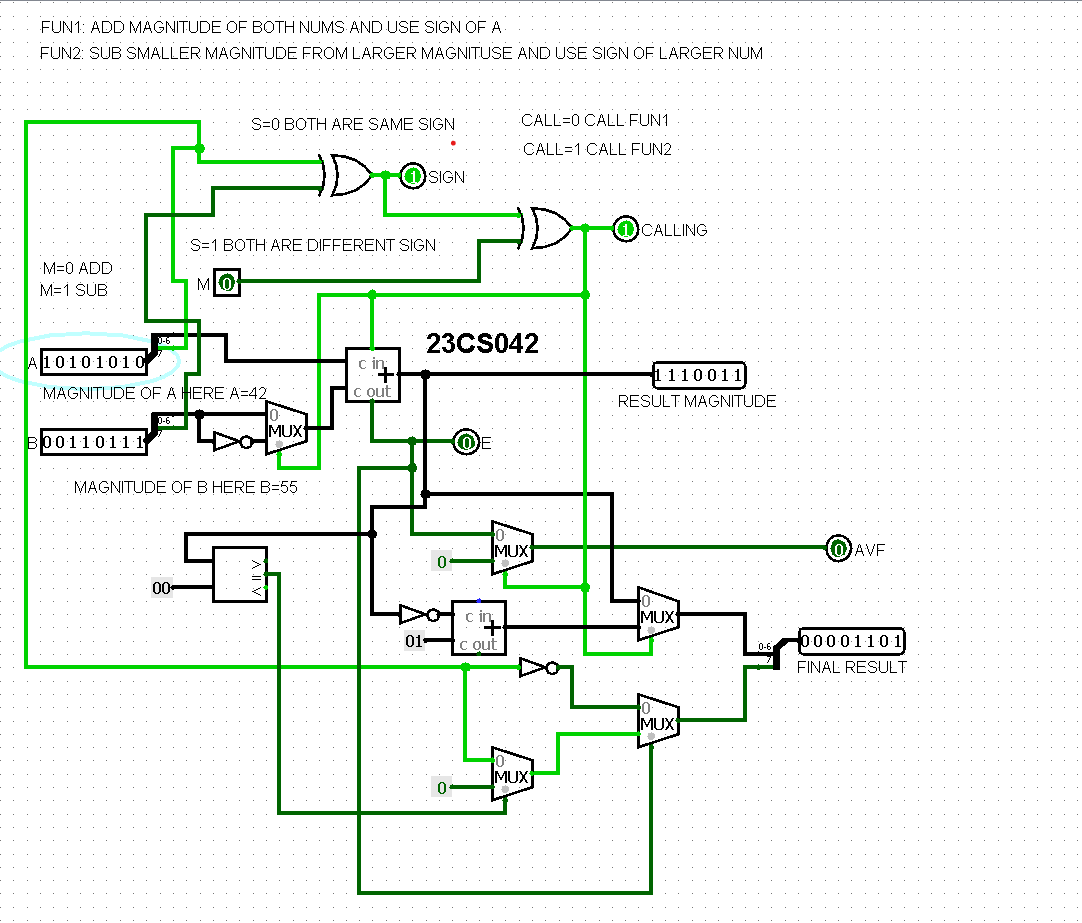 FUN1: ADD MAGNITUDE OF BOTH NUMS AND USE SIGN OF A
FUN2: SUB SMALLER MAGNITUDE FROM LARGER MAGNITUSE AND USE SIGN OF LARGER NUM
S=0 BOTH ARE SAME SIGN
CALL=0 CALL FUN1
CALL=1 CALL FUN2
1 SIGN
1 CALLING
S=1 BOTH ARE DIFFERENT SIGN
M=0 ADD
M=1 SUB
M 0
23CS042
A 10101010
0-6
7
c in
+
c out
1110011
RESULT MAGNITUDE
MAGNITUDE OF A HERE A=42
B 00110111
0-6
7
0
MUX
0 E
MAGNITUDE OF B HERE B=55
0
MUX
0
0 AVF
00
>
=
<
c in
+
c out
01
0
MUX
0-6
7
00001101
FINAL RESULT
0
MUX
0
MUX
0